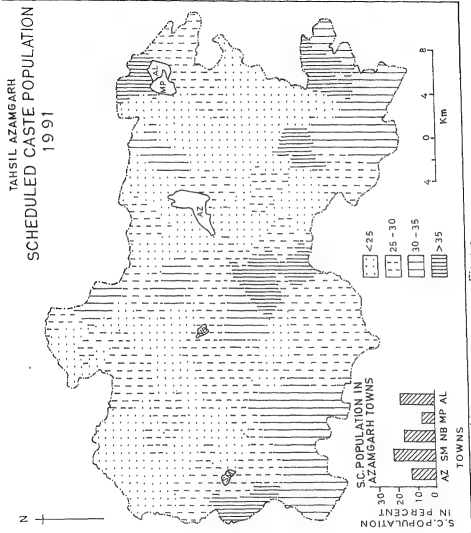 TAHSIL AZAMGARH
SCHEDULED CASTE POPULATION
1991
N
AL
MP
AZ
NB
SM
S.C. POPULATION IN
AZAMGARH TOWNS
30
20
10
0
S.C. POPULATION
IN PERCENT
AZ SM NB MP AL
TOWNS
<25
25-30
30-35
>35
4 0 4 8
Km